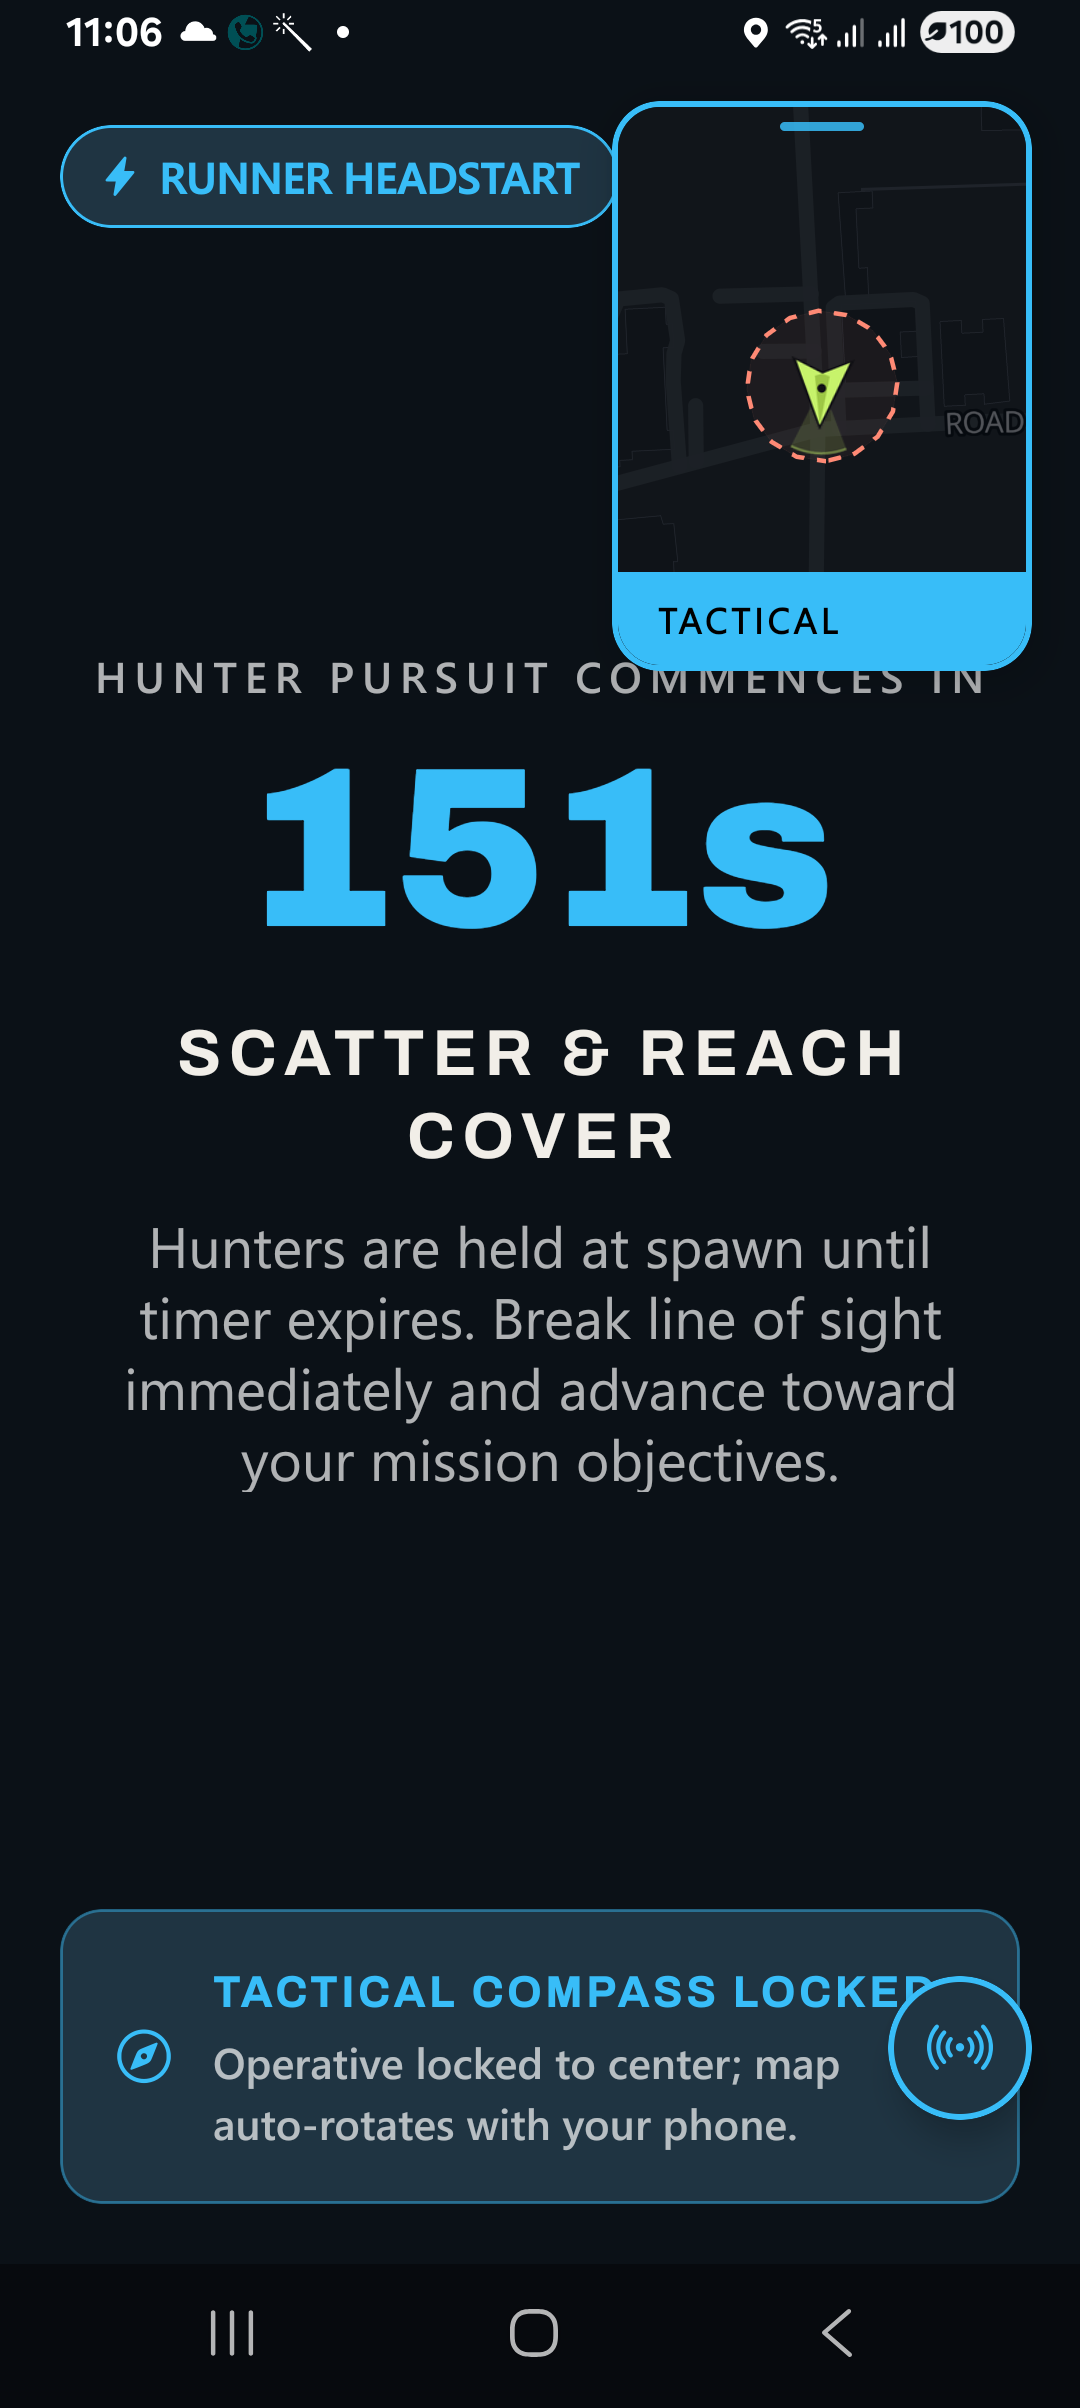 11:06
5
100
RUNNER HEADSTART
ROAD
TACTICAL
HUNTER PURSUIT COMMENCES IN
151s
SCATTER & REACH
COVER
Hunters are held at spawn until
timer expires. Break line of sight
immediately and advance toward
your mission objectives.
TACTICAL COMPASS LOCKED
Operative locked to center; map
auto-rotates with your phone.